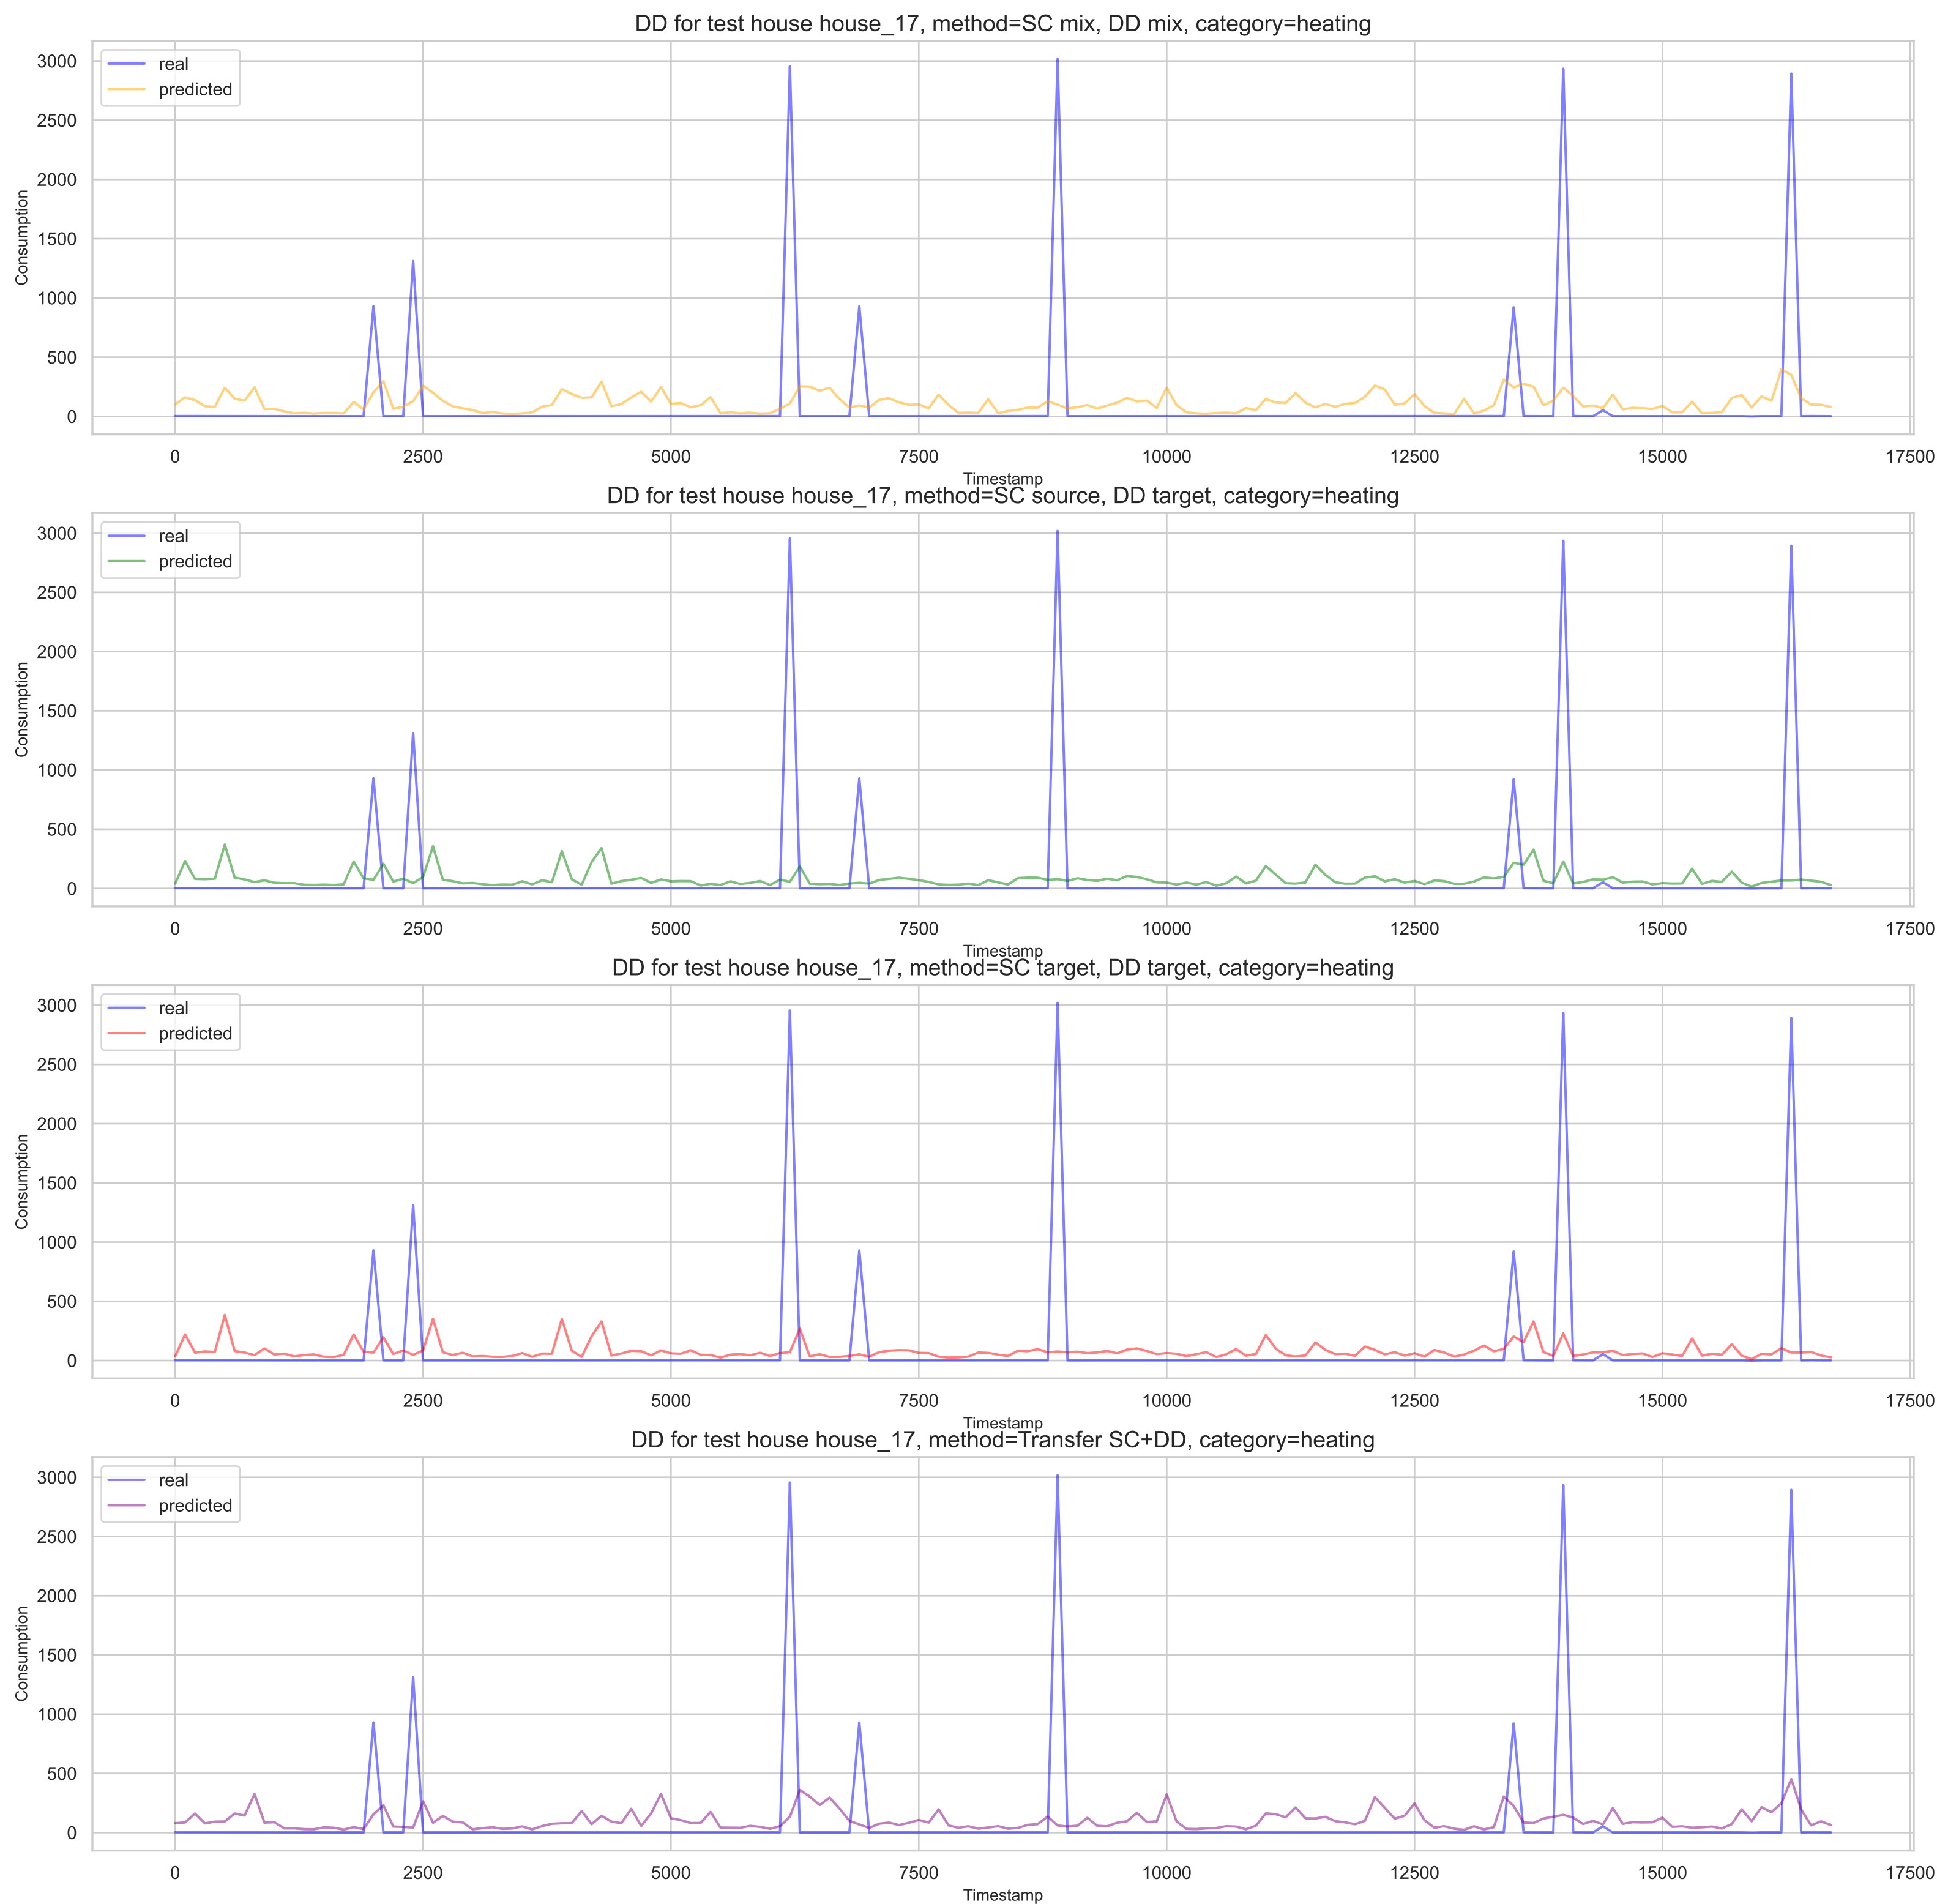 DD for test house house_17, method=SC mix, DD mix, category=heating
real
predicted
3000
2500
2000
1500
1000
500
0
Consumption
0 2500 5000 7500 10000 12500 15000 17500
Timestamp
DD for test house house_17, method=SC source, DD target, category=heating
real
predicted
3000
2500
2000
1500
1000
500
0
Consumption
0 2500 5000 7500 10000 12500 15000 17500
Timestamp
DD for test house house_17, method=SC target, DD target, category=heating
real
predicted
3000
2500
2000
1500
1000
500
0
Consumption
0 2500 5000 7500 10000 12500 15000 17500
Timestamp
DD for test house house_17, method=Transfer SC+DD, category=heating
real
predicted
3000
2500
2000
1500
1000
500
0
Consumption
0 2500 5000 7500 10000 12500 15000 17500
Timestamp